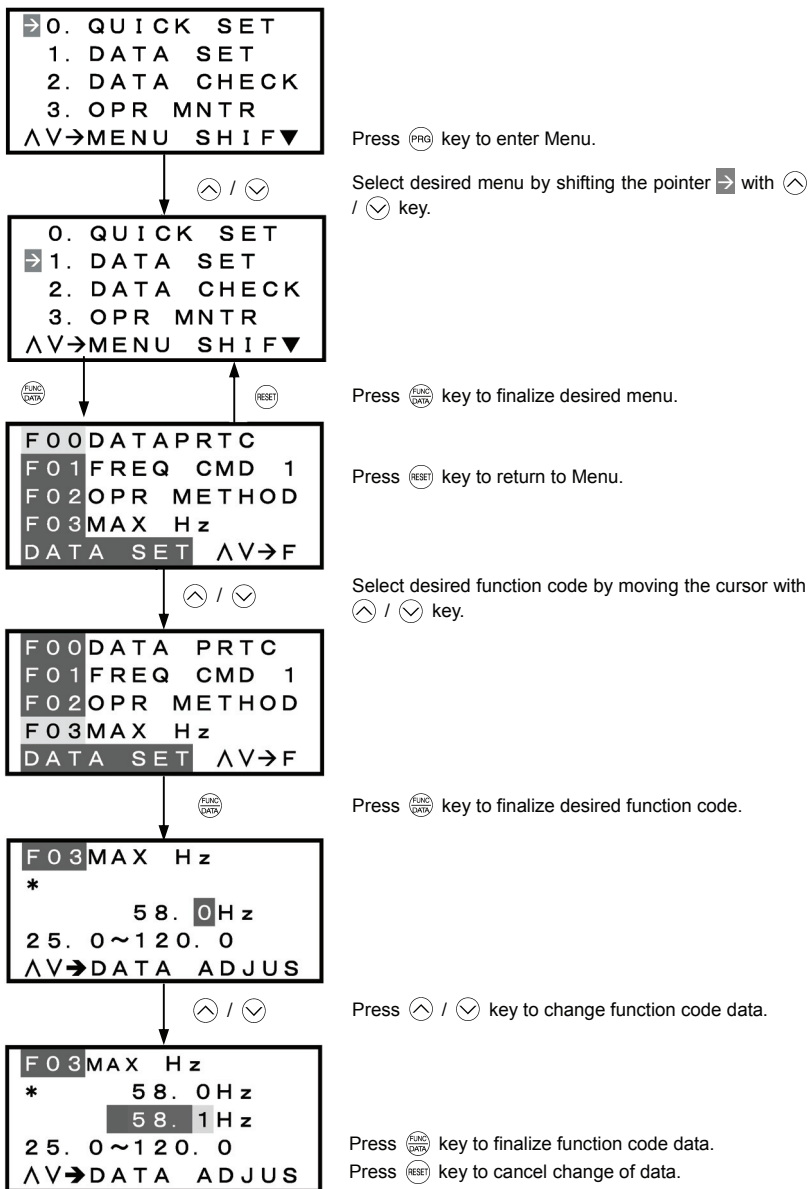 →0. QUICK SET
1. DATA SET
2. DATA CHECK
3. OPR MNTR
∧∨→MENU SHIF▼
Press PRG key to enter Menu.
∧ / ∨
Select desired menu by shifting the pointer → with ∧
/ ∨ key.
0. QUICK SET
→1. DATA SET
2. DATA CHECK
3. OPR MNTR
∧∨→MENU SHIF▼
FUNC
DATA
RESET
Press FUNC DATA key to finalize desired menu.
F00DATAPRTC
F01FREQ CMD 1
F02OPR METHOD
F03MAX Hz
DATA SET ∧∨→F
Press RESET key to return to Menu.
∧ / ∨
Select desired function code by moving the cursor with
∧ / ∨ key.
F00DATA PRTC
F01FREQ CMD 1
F02OPR METHOD
F03MAX Hz
DATA SET ∧∨→F
FUNC
DATA
Press FUNC DATA key to finalize desired function code.
F03MAX Hz
*
58.0Hz
25.0~120.0
∧∨→DATA ADJUS
∧ / ∨
Press ∧ / ∨ key to change function code data.
F03MAX Hz
* 58.0Hz
58.1Hz
25.0~120.0
∧∨→DATA ADJUS
Press FUNC DATA key to finalize function code data.
Press RESET key to cancel change of data.